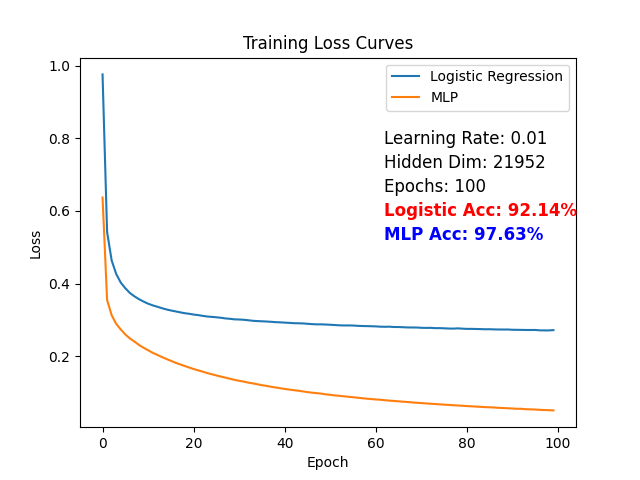 Training Loss Curves
Logistic Regression
MLP
Learning Rate: 0.01
Hidden Dim: 21952
Epochs: 100
Logistic Acc: 92.14%
MLP Acc: 97.63%
Loss
1.0
0.8
0.6
0.4
0.2
0 20 40 60 80 100
Epoch